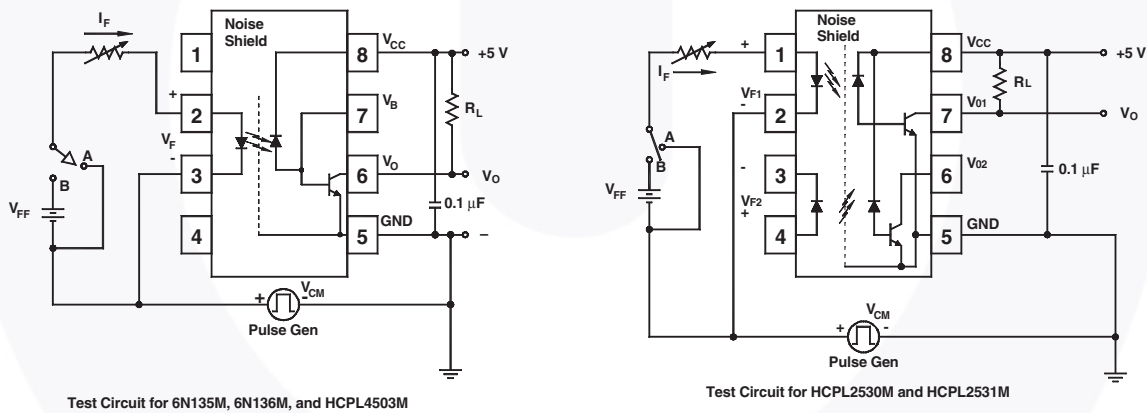 I_F
Noise
Shield
1
2
3
4
8
7
6
5
V_CC
V_B
V_O
GND
+5 V
R_L
V_O
0.1 μF
–
+
V_F
-
A
B
V_FF
+
V_CM
-
Pulse Gen
Test Circuit for 6N135M, 6N136M, and HCPL4503M
I_F
Noise
Shield
+
1
V_F1
-
2
-
3
V_F2
+
4
8
7
6
5
V_CC
V_01
V_02
GND
+5 V
R_L
V_O
0.1 μF
A
B
V_FF
V_CM
+
-
Pulse Gen
Test Circuit for HCPL2530M and HCPL2531M